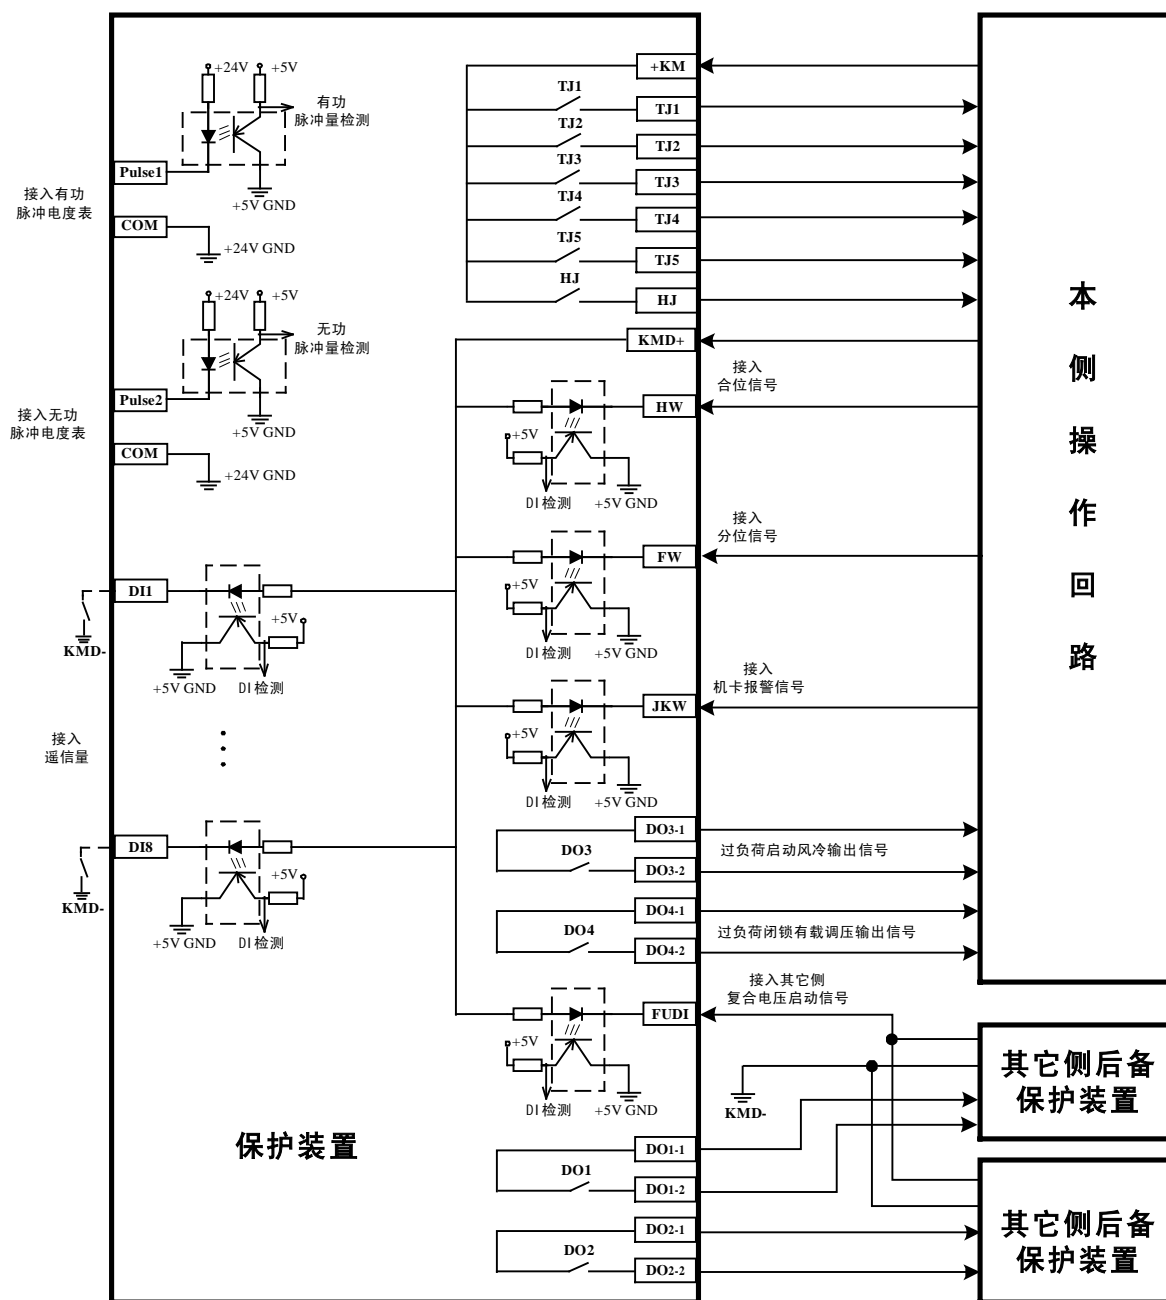 +24V
+5V
有功
脉冲量检测
Pulse1
+5V GND
接入有功
脉冲电度表
COM
+24V GND
+24V
+5V
无功
脉冲量检测
Pulse2
+5V GND
接入无功
脉冲电度表
COM
+24V GND
DI1
KMD-
+5V
+5V GND
DI检测
接入
遥信量
DI8
KMD-
+5V
+5V GND
DI检测
保护装置
+KM
TJ1
TJ1
TJ2
TJ2
TJ3
TJ3
TJ4
TJ4
TJ5
TJ5
HJ
HJ
KMD+
接入
合位信号
HW
+5V
DI检测
+5V GND
接入
分位信号
FW
+5V
DI检测
+5V GND
接入
机卡报警信号
JKW
+5V
DI检测
+5V GND
DO3-1
DO3
过负荷启动风冷输出信号
DO3-2
DO4-1
DO4
过负荷闭锁有载调压输出信号
DO4-2
接入其它侧
复合电压启动信号
FUDI
+5V
DI检测
+5V GND
KMD-
DO1-1
DO1
DO1-2
DO2-1
DO2
DO2-2
本
侧
操
作
回
路
其它侧后备
保护装置
其它侧后备
保护装置